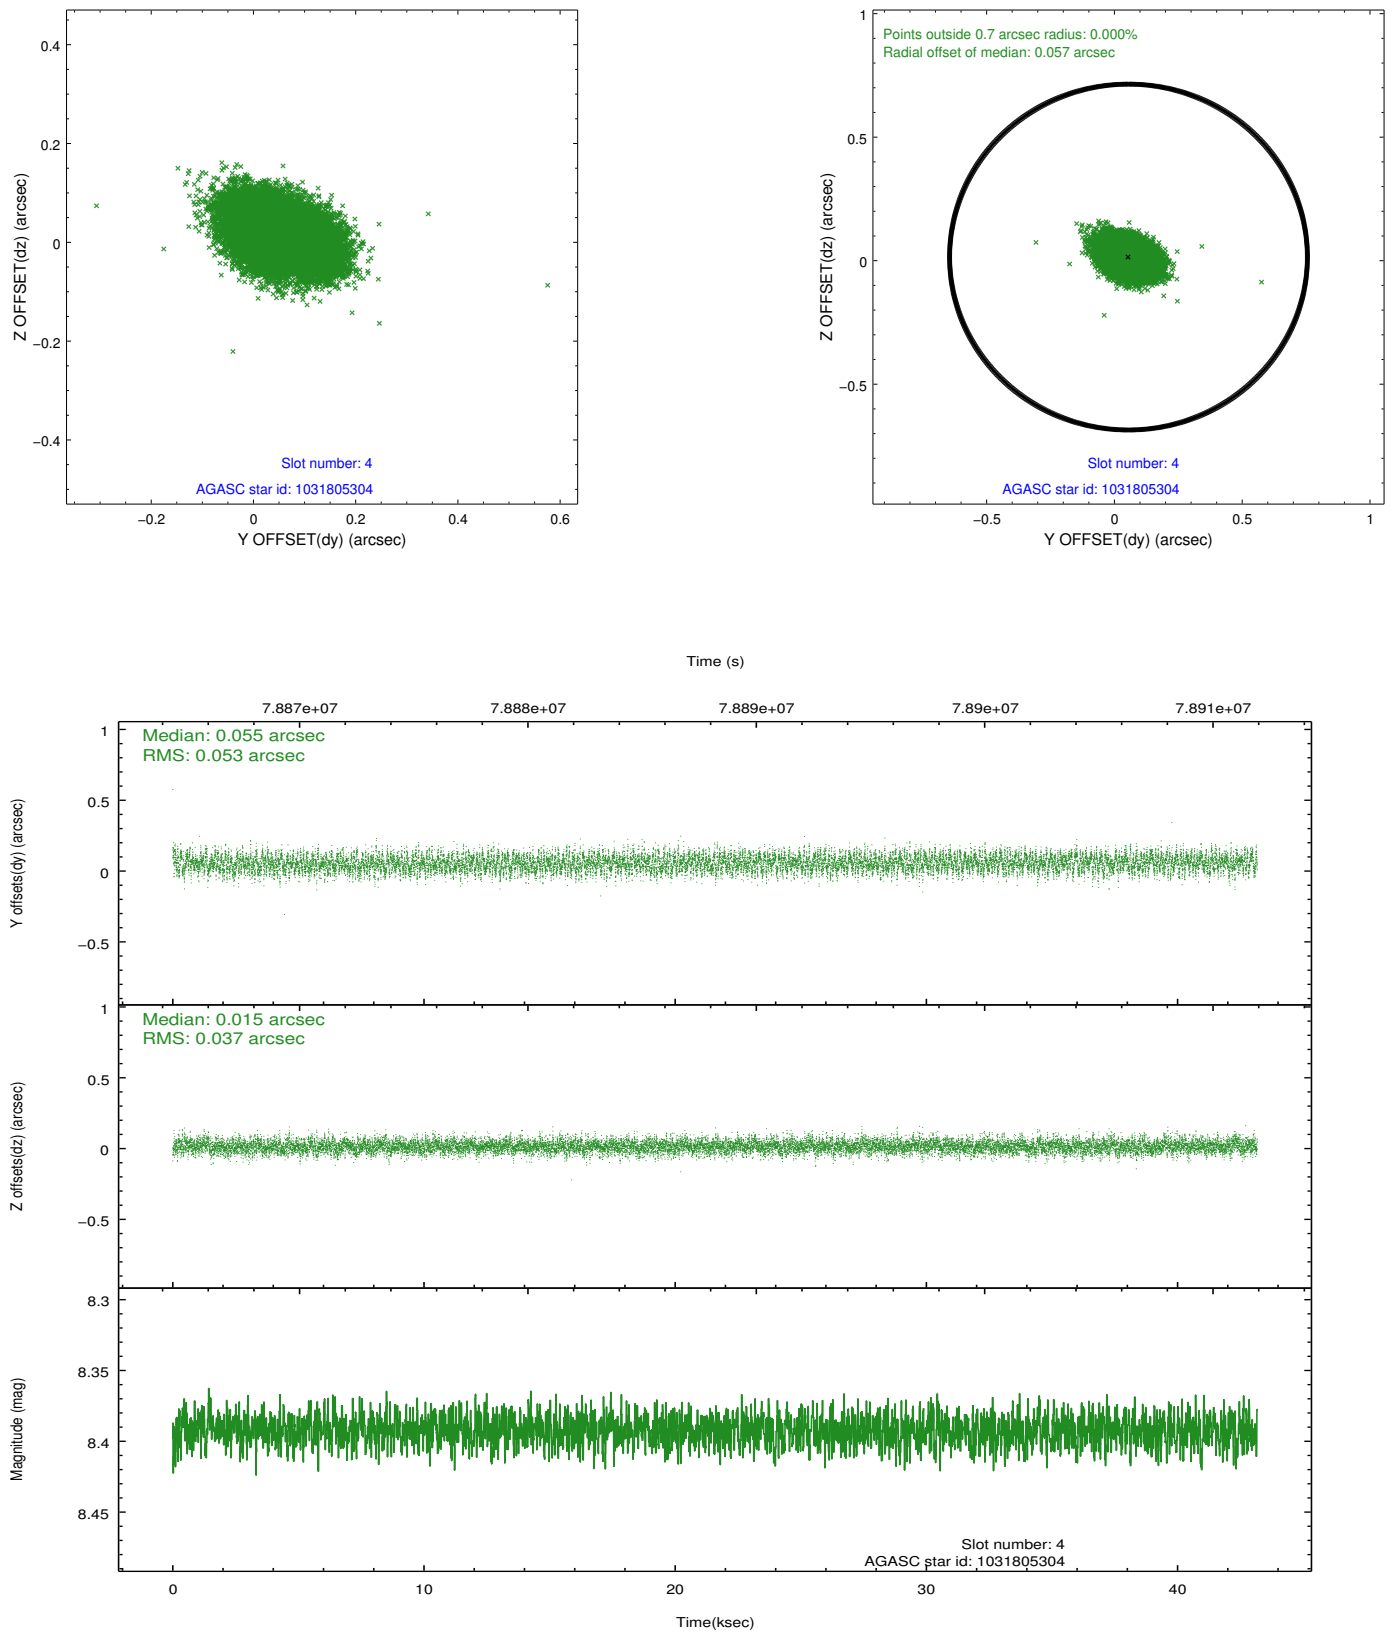 0.4
0.2
0
−0.2
−0.4
Z OFFSET(dz) (arcsec)
Slot number: 4
AGASC star id: 1031805304
−0.2 0 0.2 0.4 0.6
Y OFFSET(dy) (arcsec)
Points outside 0.7 arcsec radius: 0.000%
Radial offset of median: 0.057 arcsec
1
0.5
0
−0.5
Z OFFSET(dz) (arcsec)
Slot number: 4
AGASC star id: 1031805304
−0.5 0 0.5 1
Y OFFSET(dy) (arcsec)
Time (s)
7.887e+07 7.888e+07 7.889e+07 7.89e+07 7.891e+07
Median: 0.055 arcsec
RMS: 0.053 arcsec
1
0.5
0
−0.5
Y offsets(dy) (arcsec)
Median: 0.015 arcsec
RMS: 0.037 arcsec
1
0.5
0
−0.5
Z offsets(dz) (arcsec)
8.3
8.35
8.4
8.45
Magnitude (mag)
Slot number: 4
AGASC star id: 1031805304
0 10 20 30 40
Time(ksec)